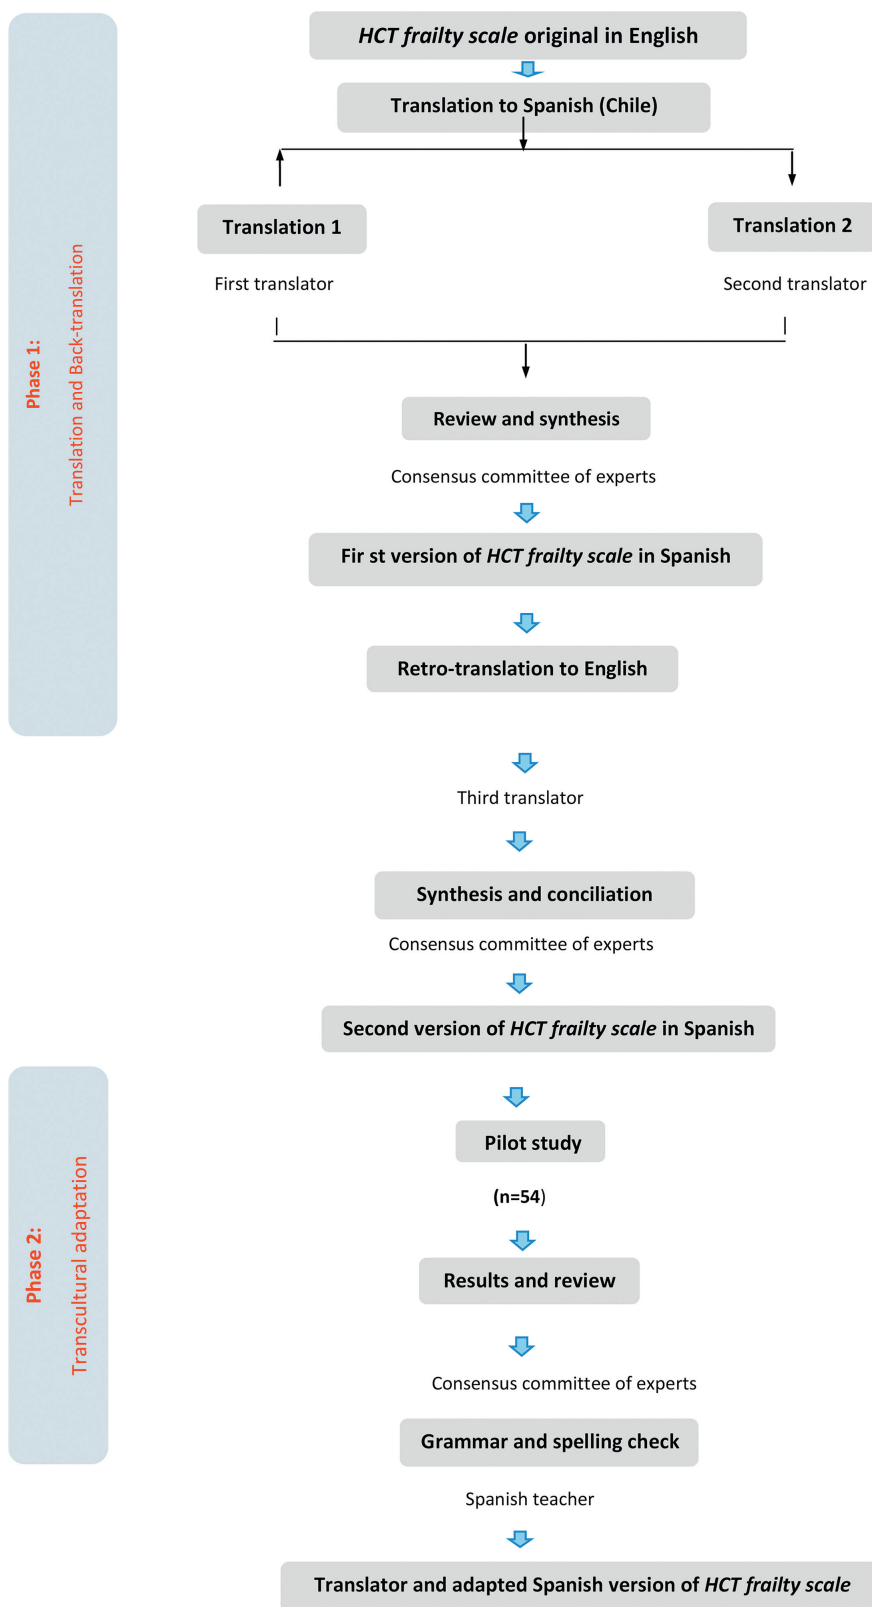 HCT frailty scale original in English
Translation to Spanish (Chile)
Translation 1
Translation 2
First translator
Second translator
Phase 1:
Translation and Back-translation
Review and synthesis
Consensus committee of experts
Fir st version of HCT frailty scale in Spanish
Retro-translation to English
Third translator
Synthesis and conciliation
Consensus committee of experts
Second version of HCT frailty scale in Spanish
Phase 2:
Transcultural adaptation
Pilot study
(n=54)
Results and review
Consensus committee of experts
Grammar and spelling check
Spanish teacher
Translator and adapted Spanish version of HCT frailty scale